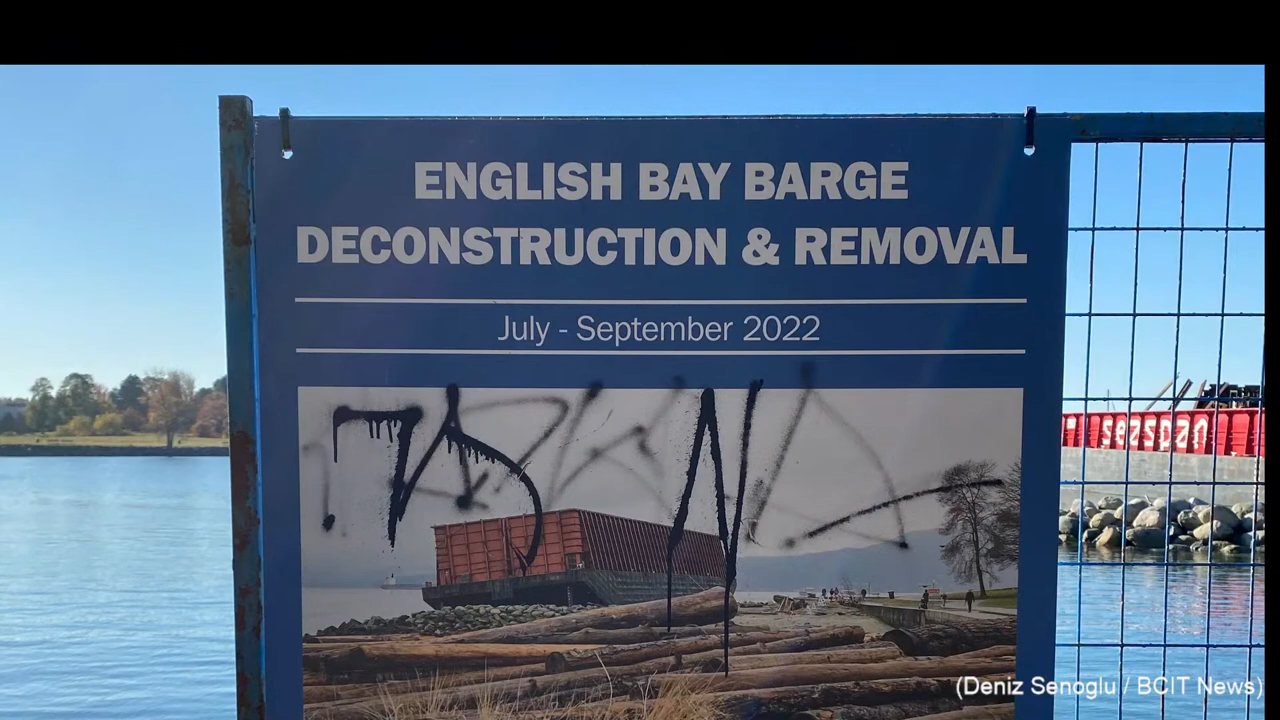 ENGLISH BAY BARGE
DECONSTRUCTION & REMOVAL
July - September 2022
(Deniz Senoglu / BCIT News)